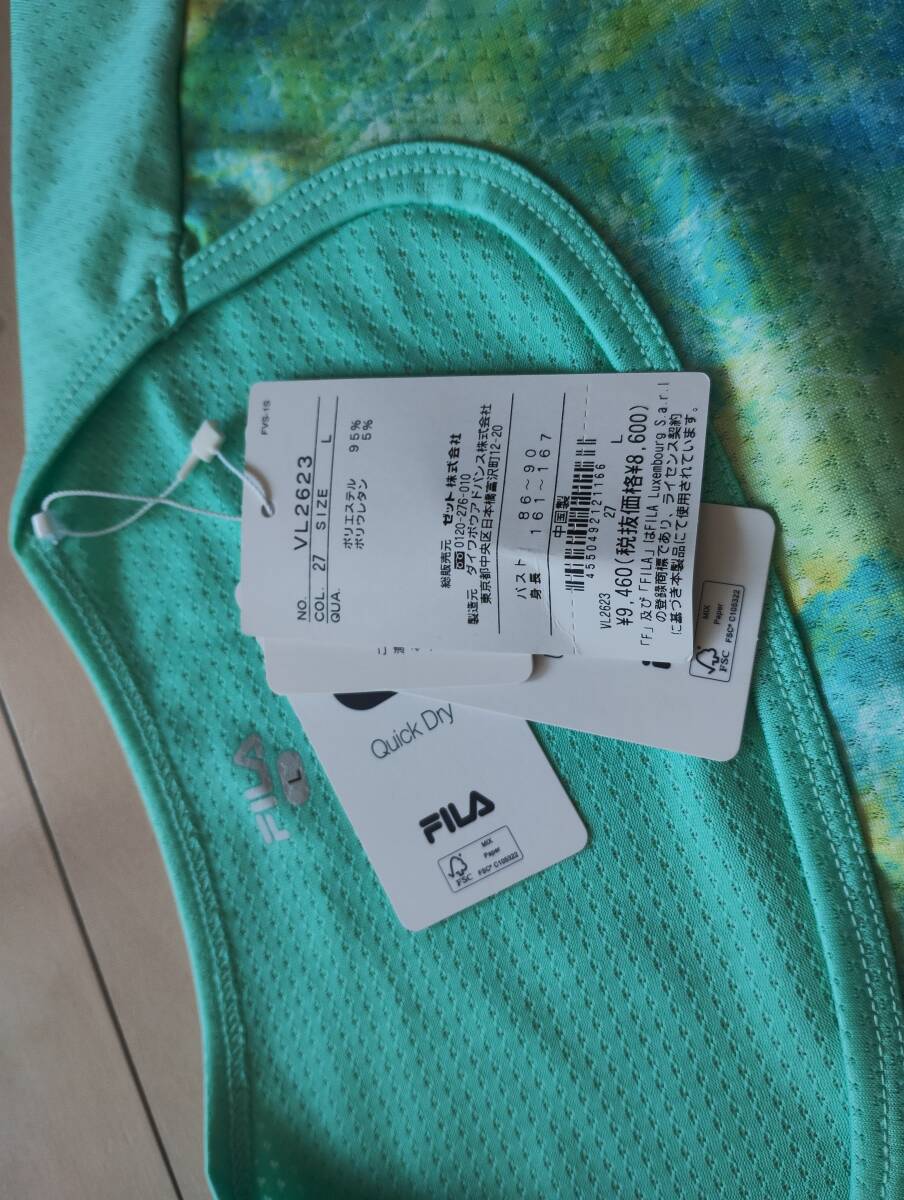 FVS-1S
NO. VL2623
COL. 27 SIZE L
QUA.
ポリエステル 95%
ポリウレタン 5%
総販売元 ゼット株式会社
0120-276-010
製造元 ダイワボウアドバンス株式会社
東京都中央区日本橋富沢町12-20
バスト 86～90
身長 161～167
中国製
4550492121166
27 L
VL2623
¥9,460(税抜価格¥8,600)
「F」及び「FILA」はFILA Luxembourg S.a.r.l
の登録商標であり、ライセンス契約
に基づき本製品にて使用されています。
MIX
Paper
FSC® C105322
FSC
Quick Dry
FILA
MIX
Paper
FSC® C105322
FSC
FILA
L